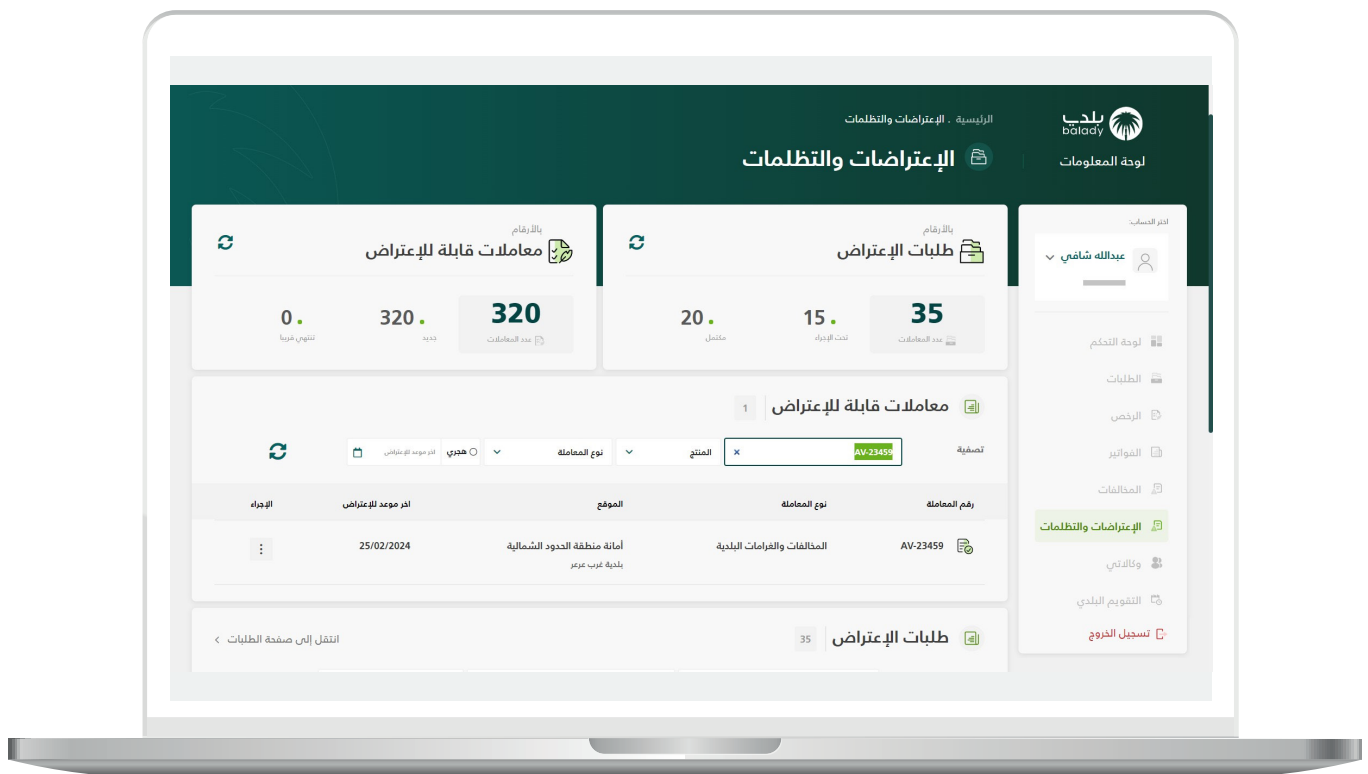 بلدي
balady
لوحة المعلومات
الرئيسية . الإعتراضات والتظلمات
الإعتراضات والتظلمات
اختر الحساب:
عبدالله شافي
لوحة التحكم
الطلبات
الرخص
الفواتير
المخالفات
الإعتراضات والتظلمات
وكالاتي
التقويم البلدي
تسجيل الخروج
بالأرقام
طلبات الإعتراض
35
عدد المعاملات
15
تحت الإجراء
20
مكتمل
بالأرقام
معاملات قابلة للإعتراض
320
عدد المعاملات
320
جديد
0
تنتهي قريبا
معاملات قابلة للإعتراض 1
تصفية AV-23459 × المنتج نوع المعاملة هجري اخر موعد للإعتراض
رقم المعاملة نوع المعاملة الموقع اخر موعد للإعتراض الإجراء
AV-23459 المخالفات والغرامات البلدية أمانة منطقة الحدود الشمالية 25/02/2024
بلدية غرب عرعر
طلبات الإعتراض 35 انتقل إلى صفحة الطلبات